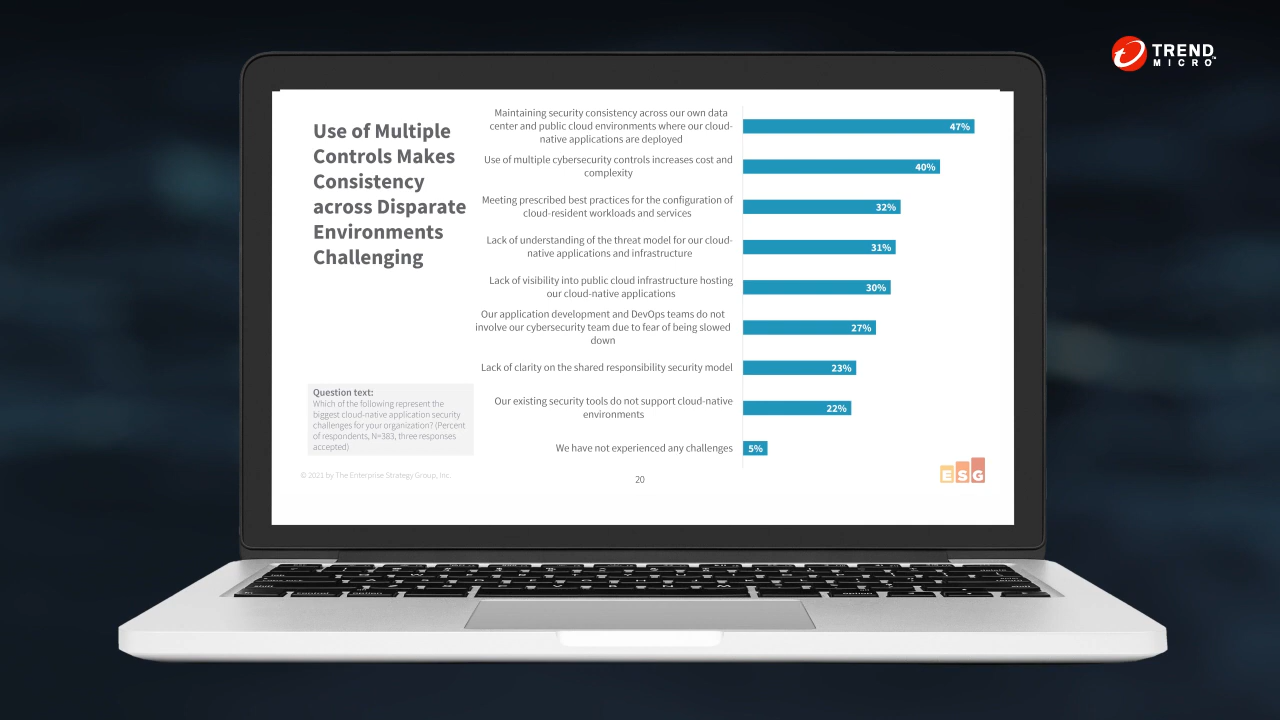 TREND
MICRO
Use of Multiple
Controls Makes
Consistency
across Disparate
Environments
Challenging
Maintaining security consistency across our own data
center and public cloud environments where our cloud-
native applications are deployed
47%
Use of multiple cybersecurity controls increases cost and
complexity
40%
Meeting prescribed best practices for the configuration of
cloud-resident workloads and services
32%
Lack of understanding of the threat model for our cloud-
native applications and infrastructure
31%
Lack of visibility into public cloud infrastructure hosting
our cloud-native applications
30%
Our application development and DevOps teams do not
involve our cybersecurity team due to fear of being slowed
down
27%
Lack of clarity on the shared responsibility security model
23%
Our existing security tools do not support cloud-native
environments
22%
We have not experienced any challenges
5%
Question text:
Which of the following represent the
biggest cloud-native application security
challenges for your organization? (Percent
of respondents, N=383, three responses
accepted)
© 2021 by The Enterprise Strategy Group, Inc.
20
ESG